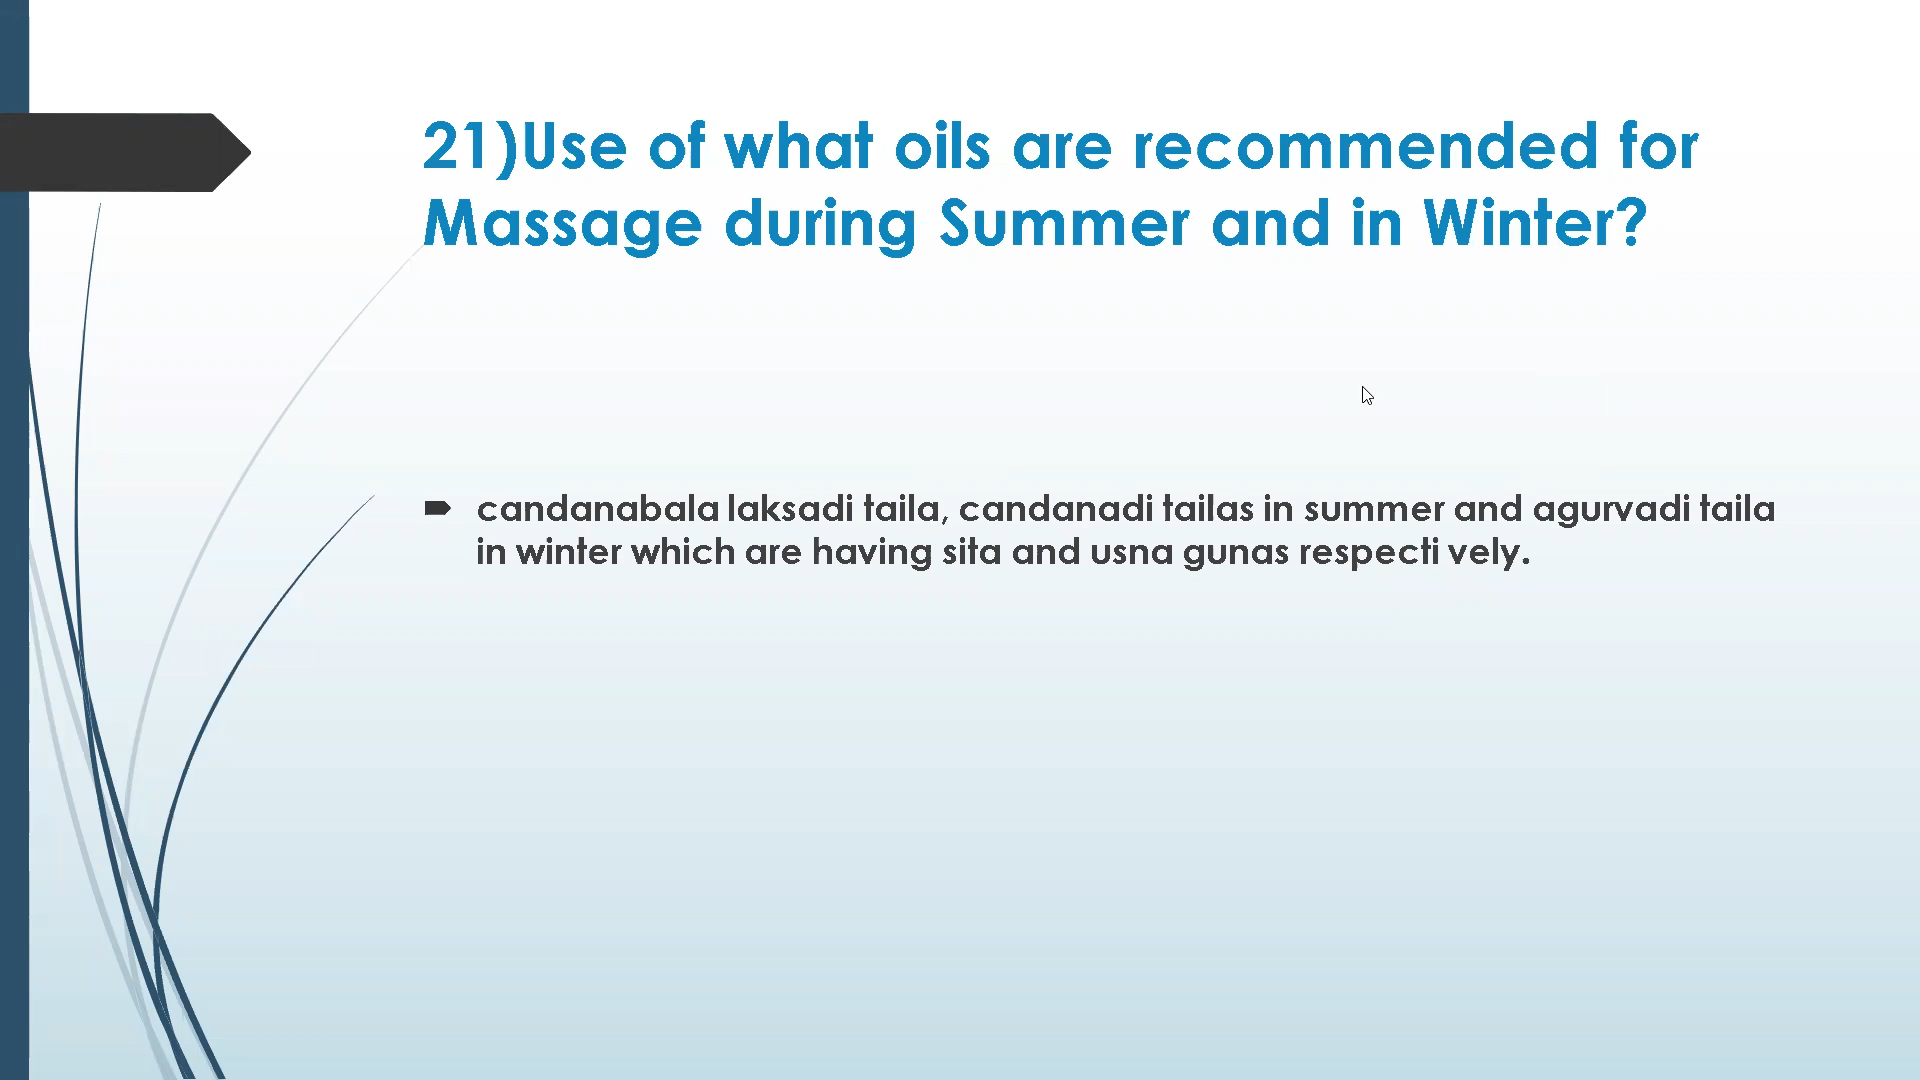 21)Use of what oils are recommended for
Massage during Summer and in Winter?
candanabala laksadi taila, candanadi tailas in summer and agurvadi taila
in winter which are having sita and usna gunas respecti vely.